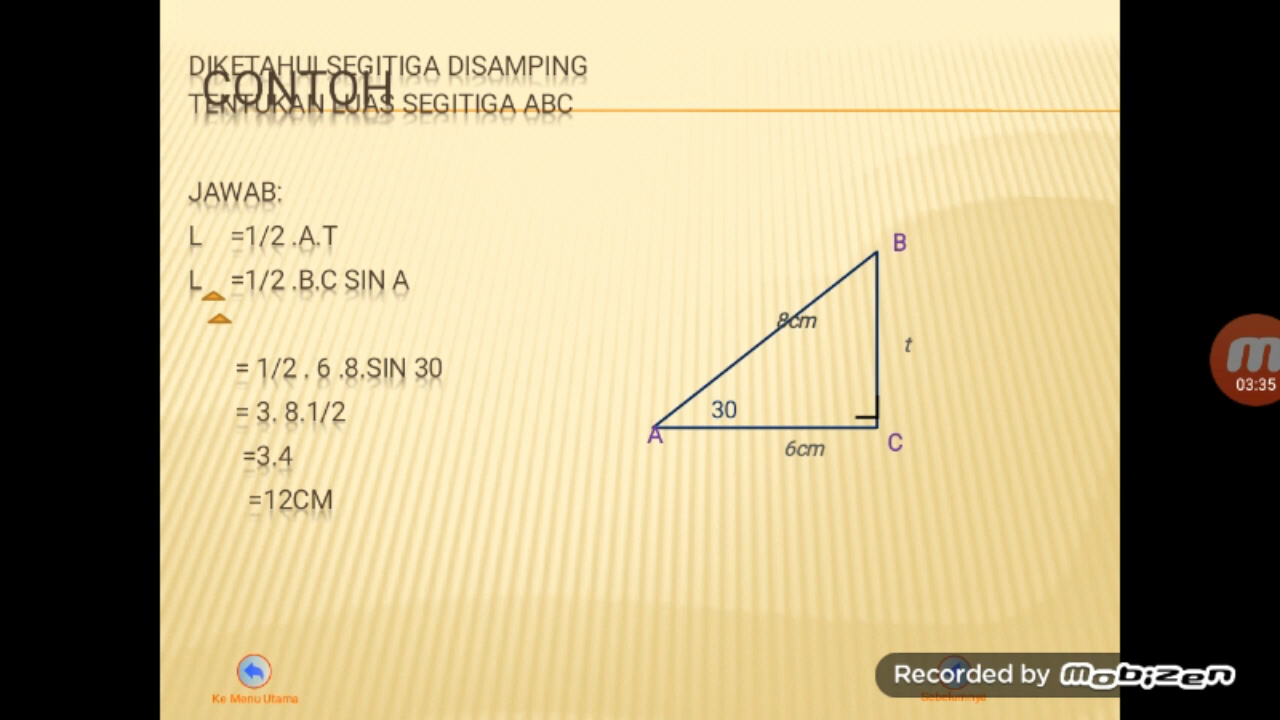 CONTOH
DIKETAHUI SEGITIGA DISAMPING
TENTUKAN LUAS SEGITIGA ABC
JAWAB:
L =1/2 .A.T
L =1/2 .B.C SIN A
= 1/2 . 6 .8.SIN 30
= 3. 8.1/2
=3.4
=12CM
B
8cm
t
30
A
6cm
C
03:35
Ke Menu Utama
Sebelumnya
Recorded by mobizen